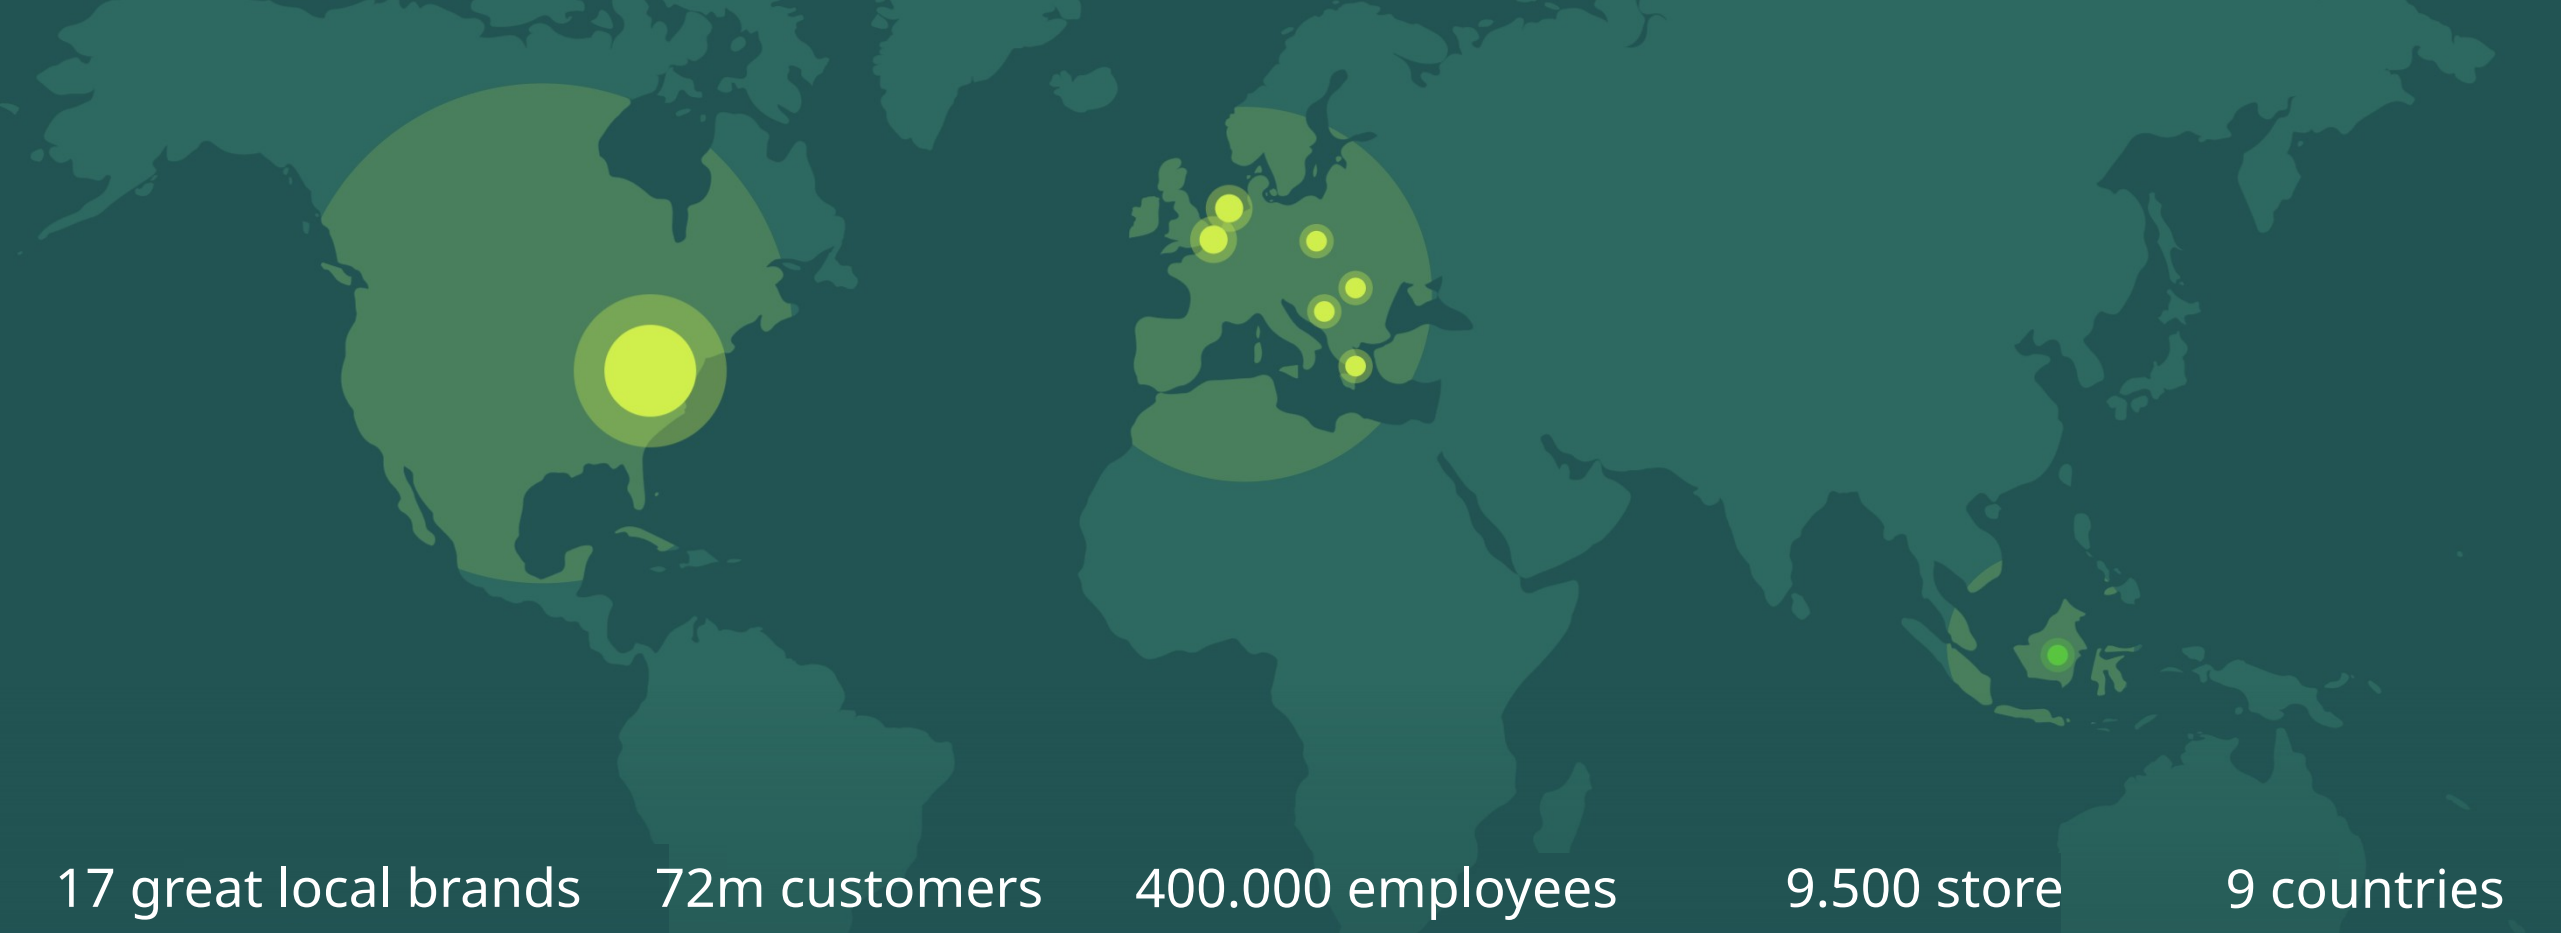 17 great local brands 72m customers 400.000 employees 9.500 store 9 countries